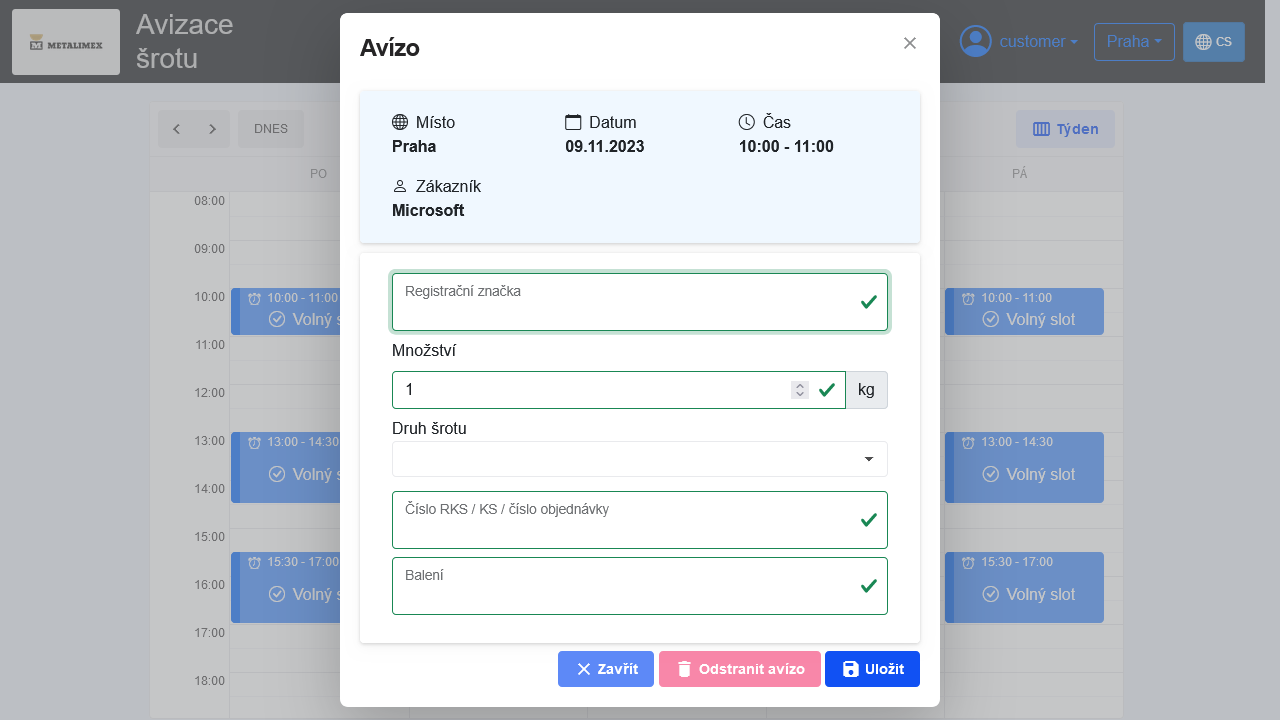 METALIMEX
Avizace
šrotu
customer
Praha
CS
DNES
Týden
PO
PÁ
08:00
09:00
10:00
11:00
12:00
13:00
14:00
15:00
16:00
17:00
18:00
10:00 - 11:00
Volný s
13:00 - 14:30
Volný s
15:30 - 17:00
Volný s
10:00 - 11:00
Volný slot
13:00 - 14:30
Volný slot
15:30 - 17:00
Volný slot
Avízo
Místo
Praha
Datum
09.11.2023
Čas
10:00 - 11:00
Zákazník
Microsoft
Registrační značka
Množství
1
kg
Druh šrotu
Číslo RKS / KS / číslo objednávky
Balení
Zavřít
Odstranit avízo
Uložit